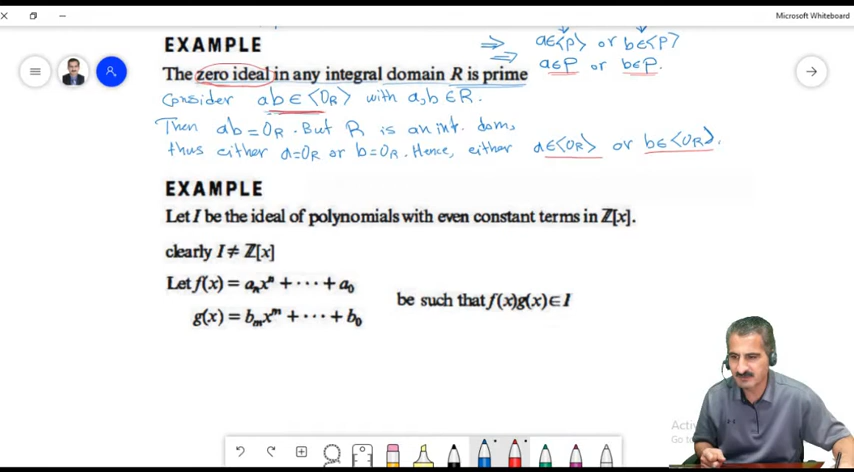 Microsoft Whiteboard
EXAMPLE
⇒ a∈⟨p⟩ or b∈⟨p⟩
⇒ a∈P or b∈P.
The zero ideal in any integral domain R is prime
Consider ab ∈ ⟨0R⟩ with a,b∈R.
Then ab=0R. But R is an int. dom,
thus either a=0R or b=0R. Hence, either a∈⟨0R⟩ or b∈⟨0R⟩.
EXAMPLE
Let I be the ideal of polynomials with even constant terms in ℤ[x].
clearly I ≠ ℤ[x]
Let f(x) = aₙxⁿ + ··· + a₀
be such that f(x)g(x)∈I
g(x) = bₘxᵐ + ··· + b₀
Go to